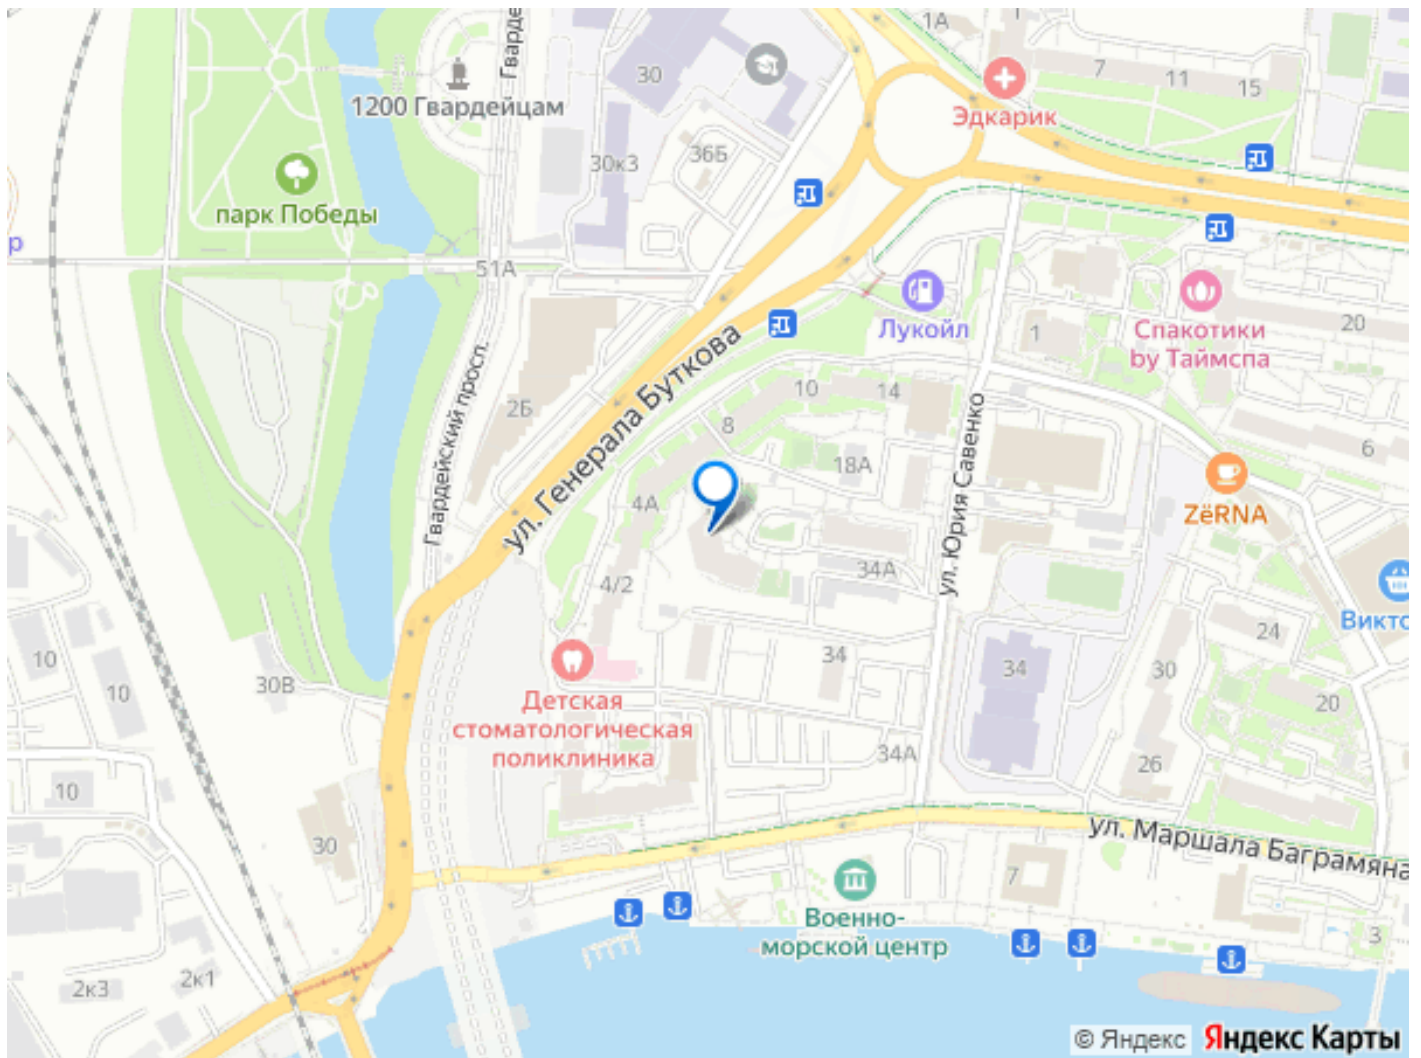 1А
1
Гварде
30
7
11
15
1200 Гвардейцам
Эдкарик
30к3
36Б
парк Победы
р
51А
Лукойл
1
Спакотики
by Таймспа
20
Гвардейский просп.
2Б
ул. Генерала Буткова
10
14
8
ул. Юрия Савенко
6
18А
4А
ZёRNA
34А
4/2
Викто
24
10
10
30В
34
34
30
20
Детская
стоматологическая
поликлиника
34А
26
10
30
ул. Маршала Баграмяна
7
Военно-
морской центр
3
2к3
2к1
© Яндекс Яндекс Карты